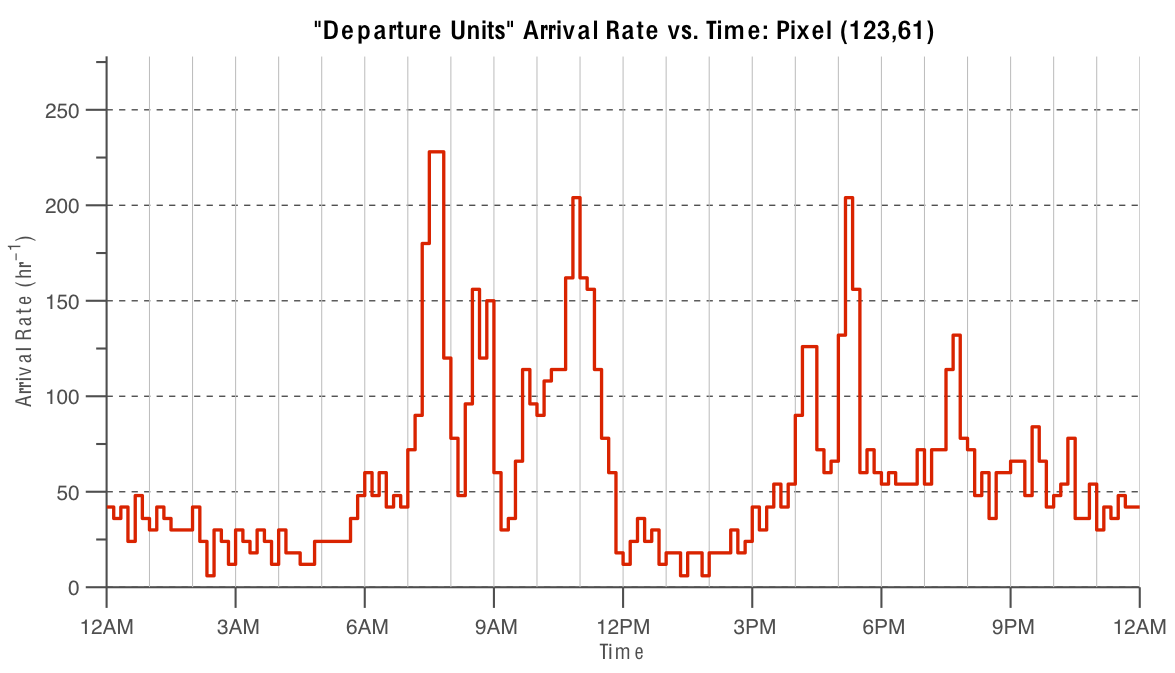 "Departure Units" Arrival Rate vs. Time: Pixel (123,61)
Arrival Rate (hr⁻¹)
250
200
150
100
50
0
12AM 3AM 6AM 9AM 12PM 3PM 6PM 9PM 12AM
Time